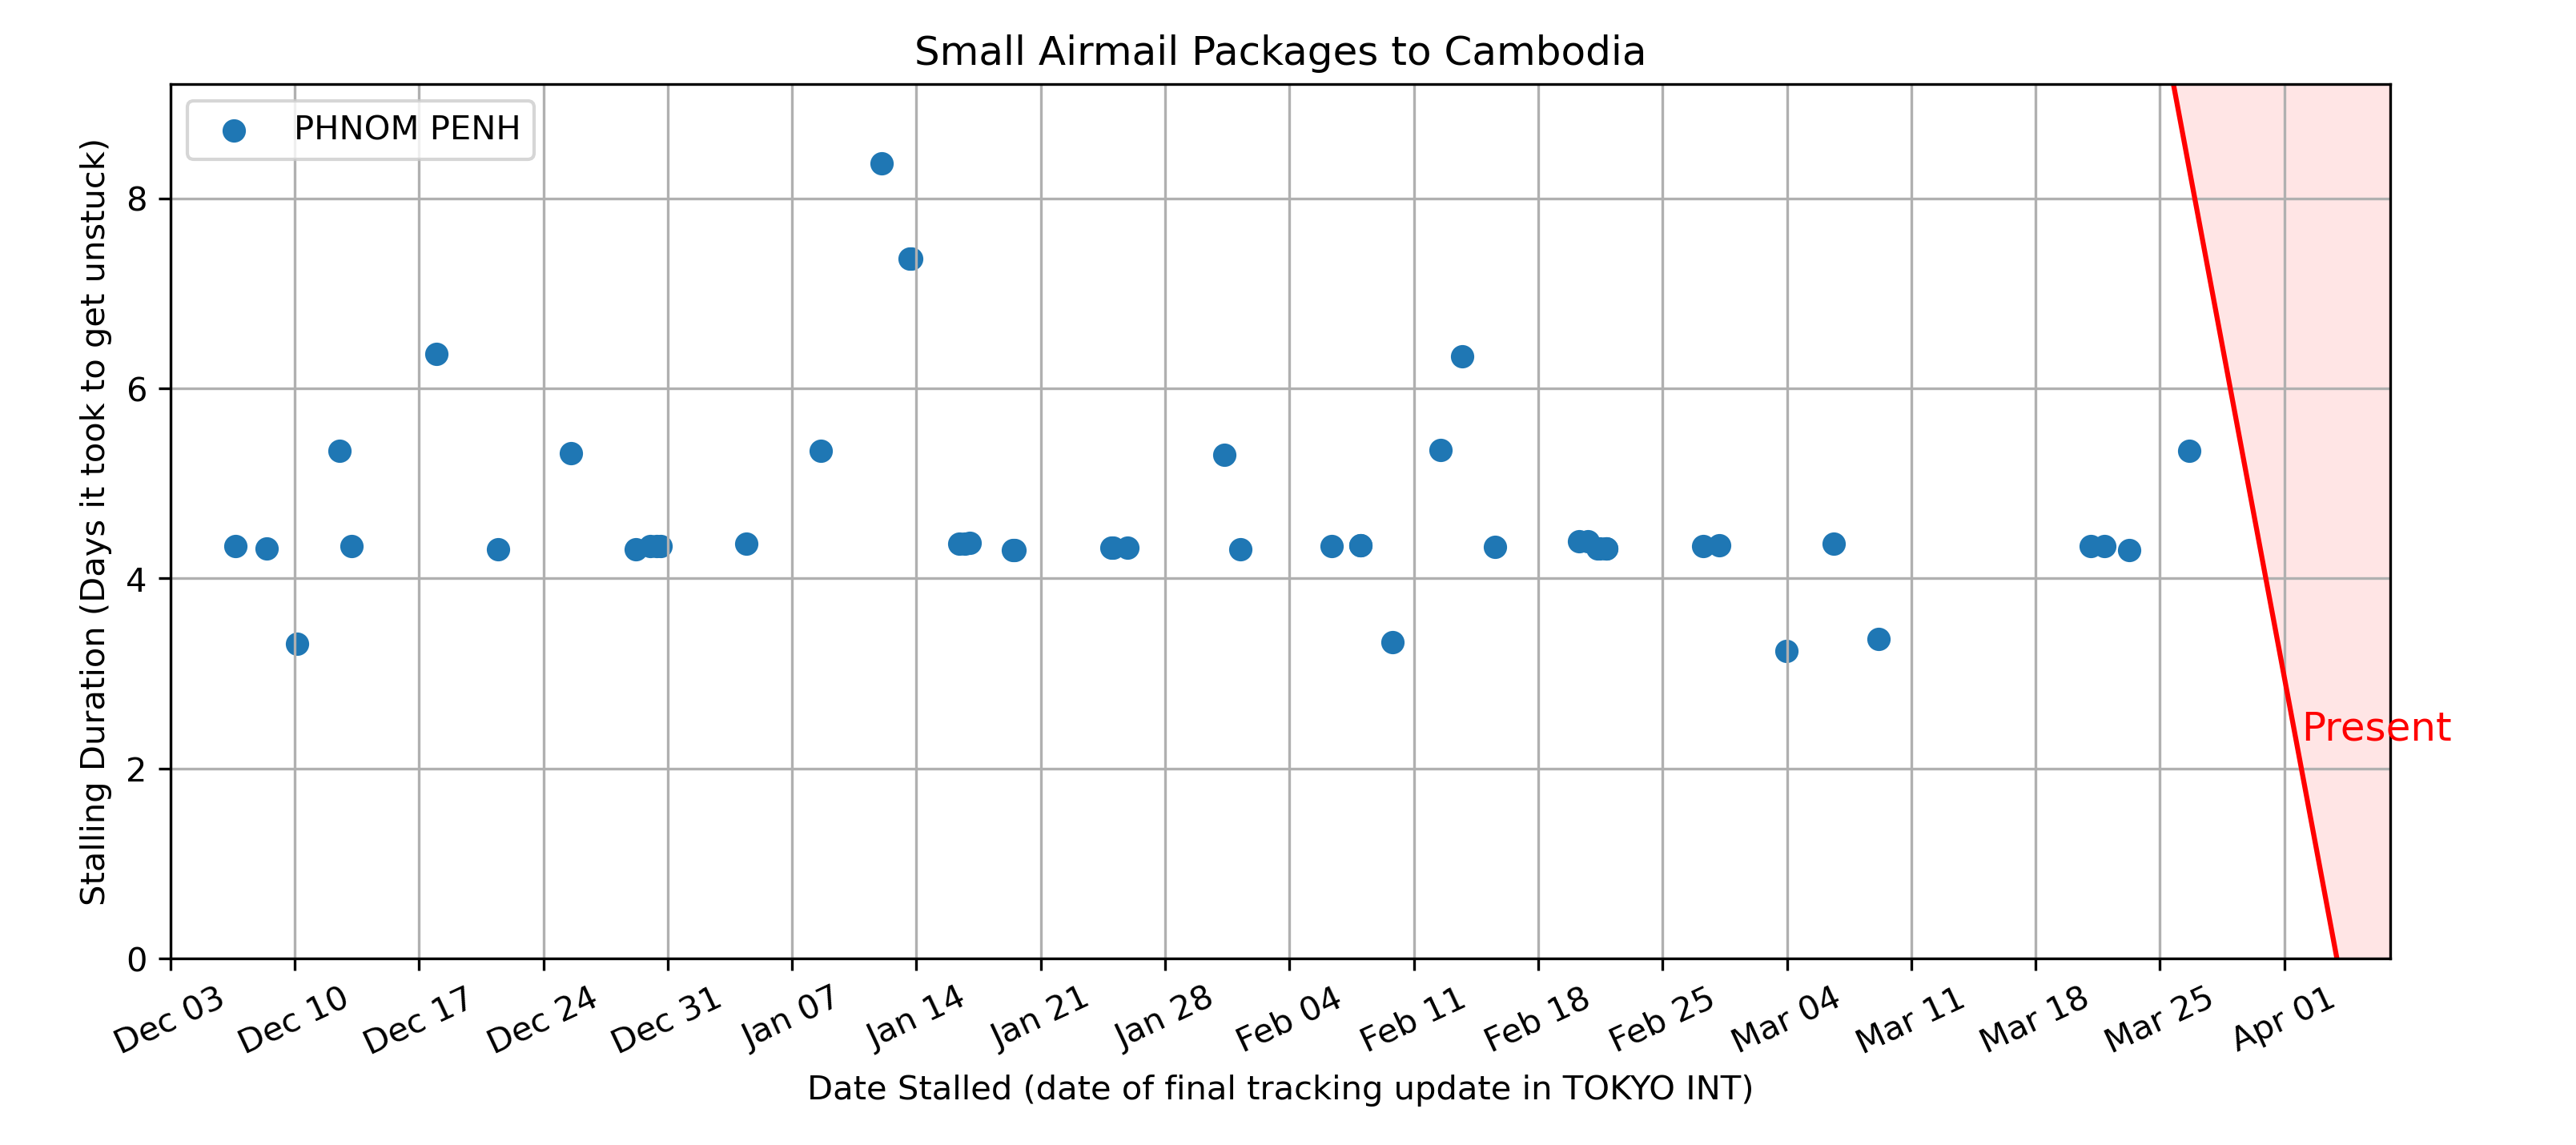 Small Airmail Packages to Cambodia
PHNOM PENH
Stalling Duration (Days it took to get unstuck)
8
6
4
2
0
Present
Dec 03
Dec 10
Dec 17
Dec 24
Dec 31
Jan 07
Jan 14
Jan 21
Jan 28
Feb 04
Feb 11
Feb 18
Feb 25
Mar 04
Mar 11
Mar 18
Mar 25
Apr 01
Date Stalled (date of final tracking update in TOKYO INT)